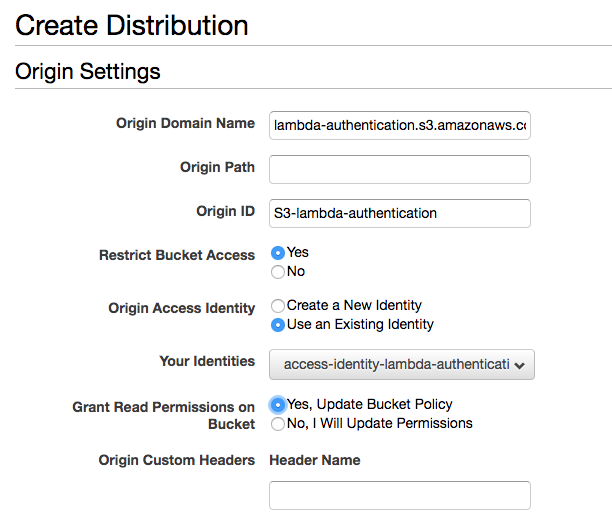 Create Distribution
Origin Settings
Origin Domain Name lambda-authentication.s3.amazonaws.co
Origin Path
Origin ID S3-lambda-authentication
Restrict Bucket Access Yes
No
Origin Access Identity Create a New Identity
Use an Existing Identity
Your Identities access-identity-lambda-authenticati
Grant Read Permissions on Yes, Update Bucket Policy
Bucket No, I Will Update Permissions
Origin Custom Headers Header Name